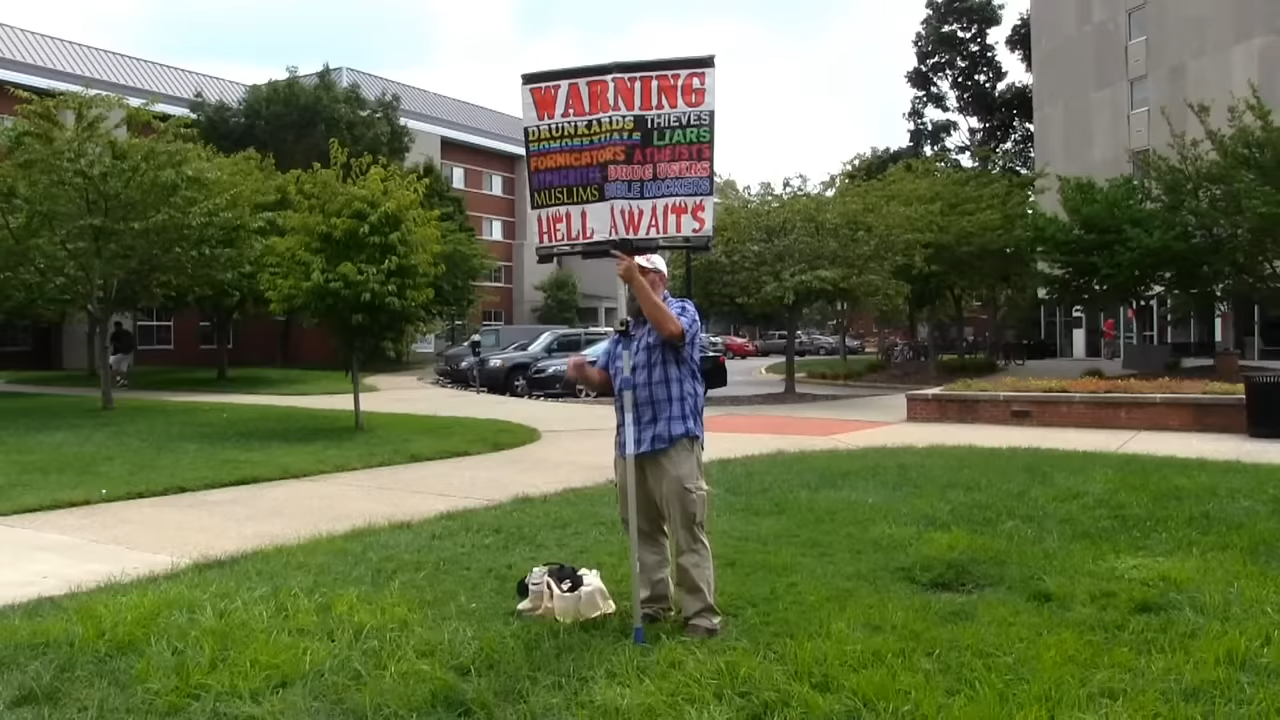 WARNING
DRUNKARDS THIEVES
HOMOSEXUALS LIARS
FORNICATORS ATHEISTS
HYPOCRITES DRUG USERS
MUSLIMS BIBLE MOCKERS
HELL AWAITS